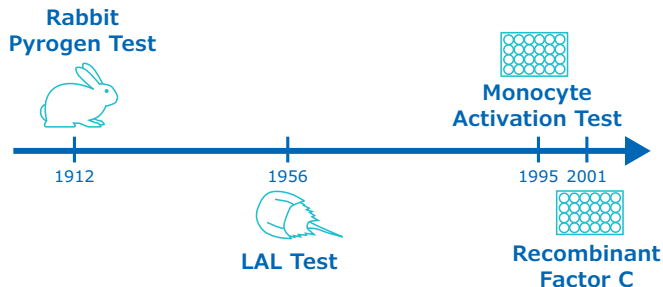 Rabbit
Pyrogen Test
Monocyte
Activation Test
1912
1956
1995
2001
LAL Test
Recombinant
Factor C